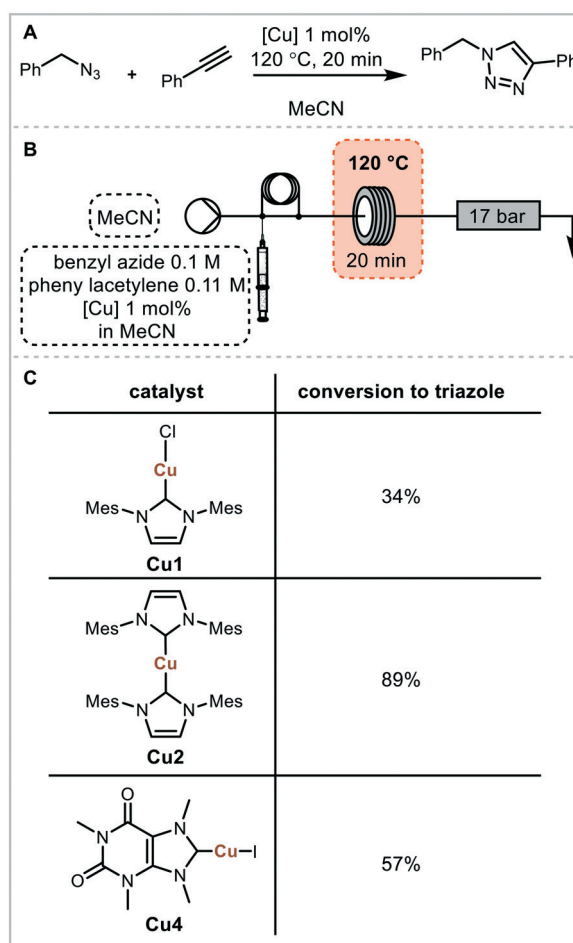 A
Ph N3
+
Ph
[Cu] 1 mol%
120 °C, 20 min
MeCN
Ph N N N Ph
B
120 °C
MeCN
17 bar
20 min
benzyl azide 0.1 M
pheny lacetylene 0.11 M
[Cu] 1 mol%
in MeCN
C
catalyst conversion to triazole
Cl
Cu
Mes N N Mes
Cu1
34%
Mes N N Mes
Cu
Mes N N Mes
Cu2
89%
O
N N
Cu I
O N N
Cu4
57%